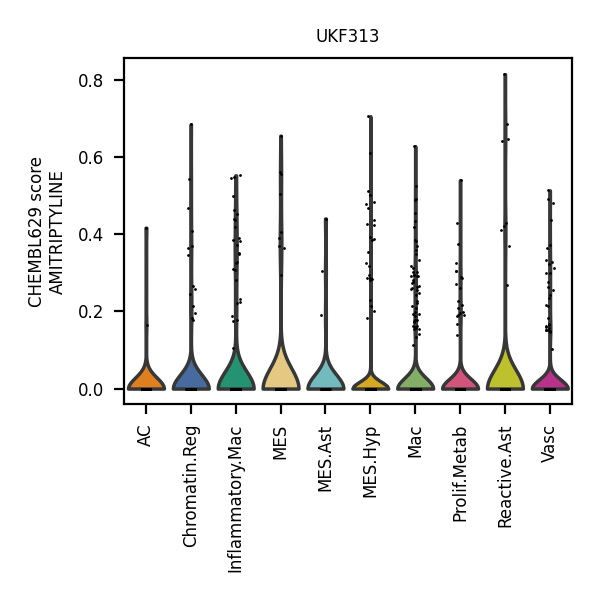 UKF313
CHEMBL629 score
AMITRIPTYLINE
0.8
0.6
0.4
0.2
0.0
AC
Chromatin.Reg
Inflammatory.Mac
MES
MES.Ast
MES.Hyp
Mac
Prolif.Metab
Reactive.Ast
Vasc